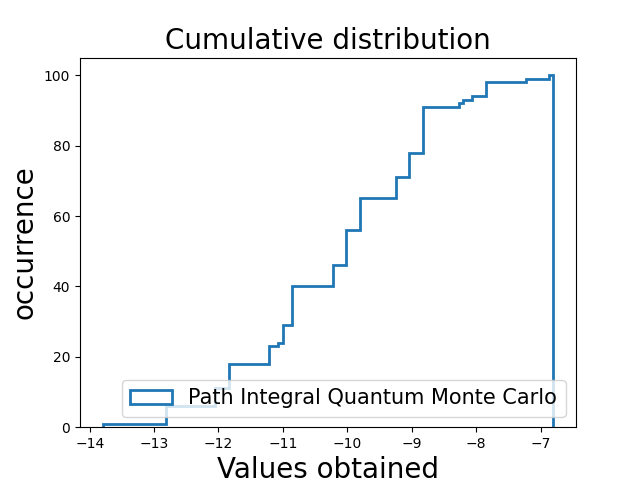 Cumulative distribution
100
80
60
40
20
0
occurrence
Path Integral Quantum Monte Carlo
−14 −13 −12 −11 −10 −9 −8 −7
Values obtained